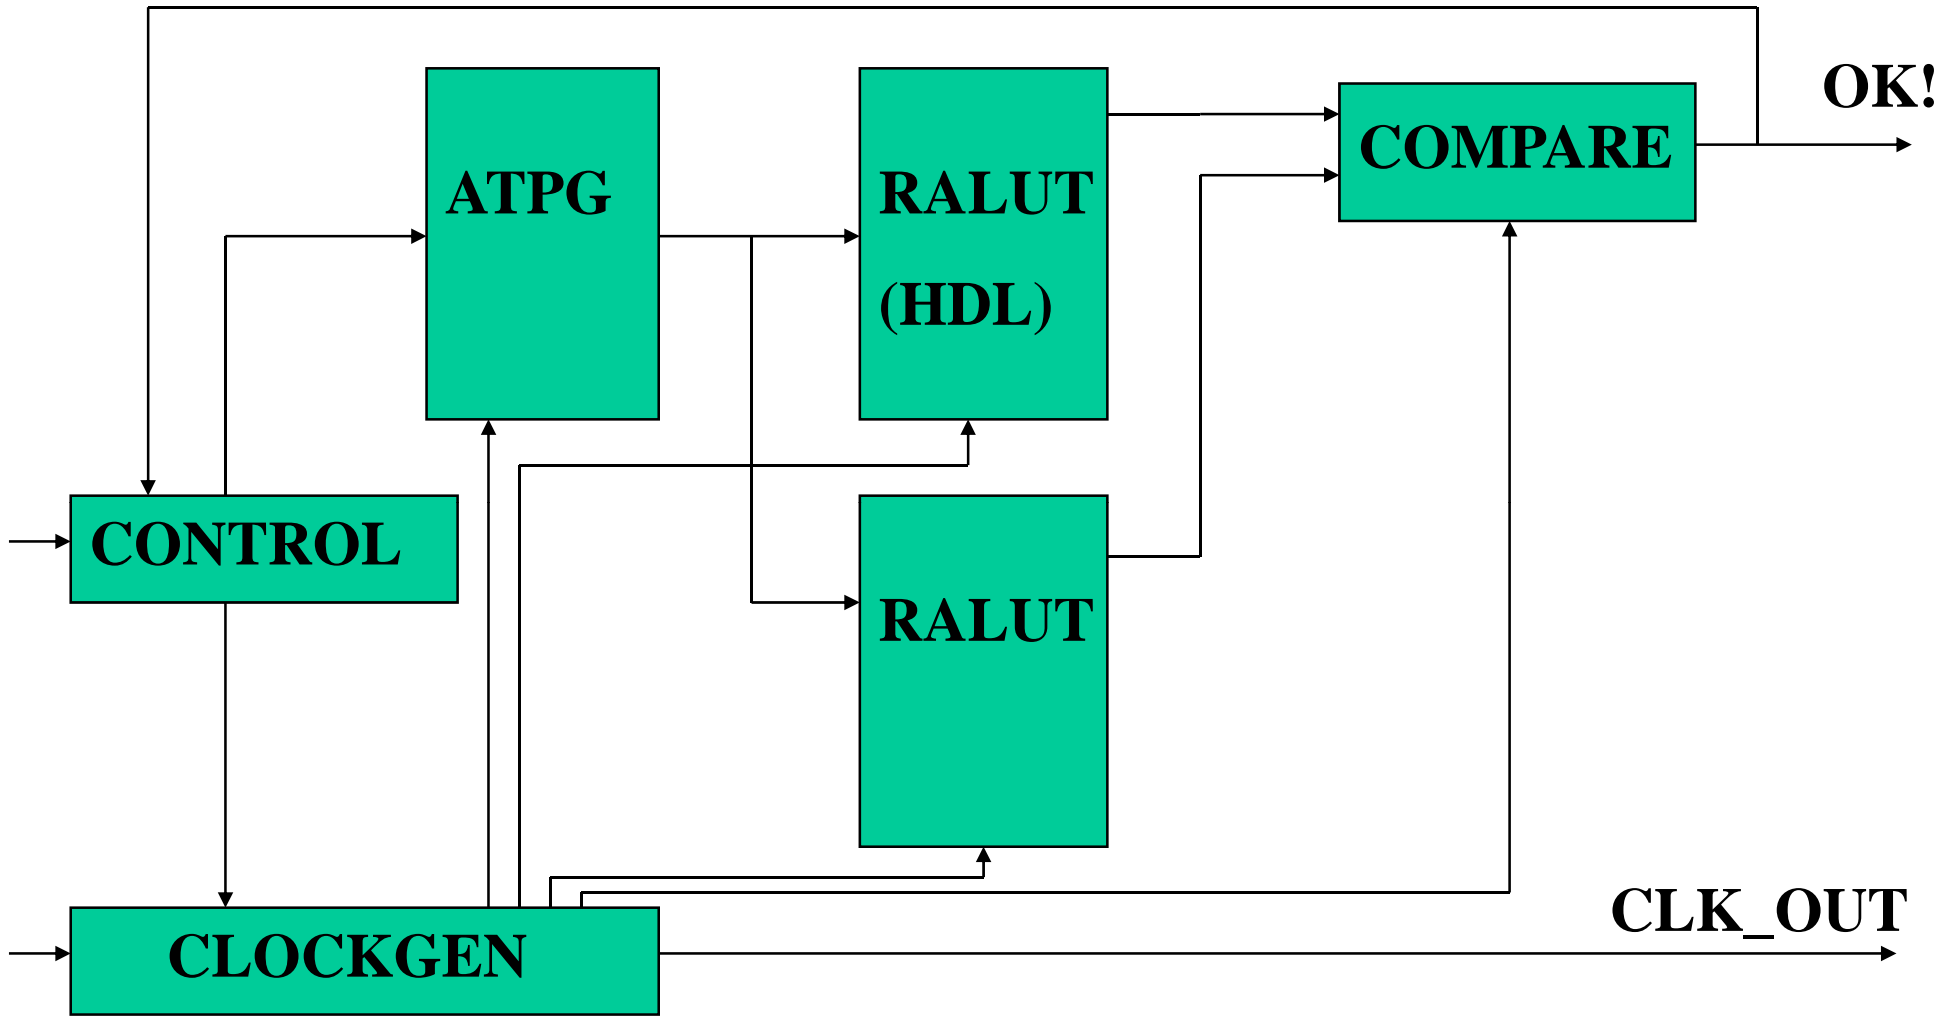 OK!
ATPG
RALUT
(HDL)
COMPARE
CONTROL
RALUT
CLOCKGEN
CLK_OUT